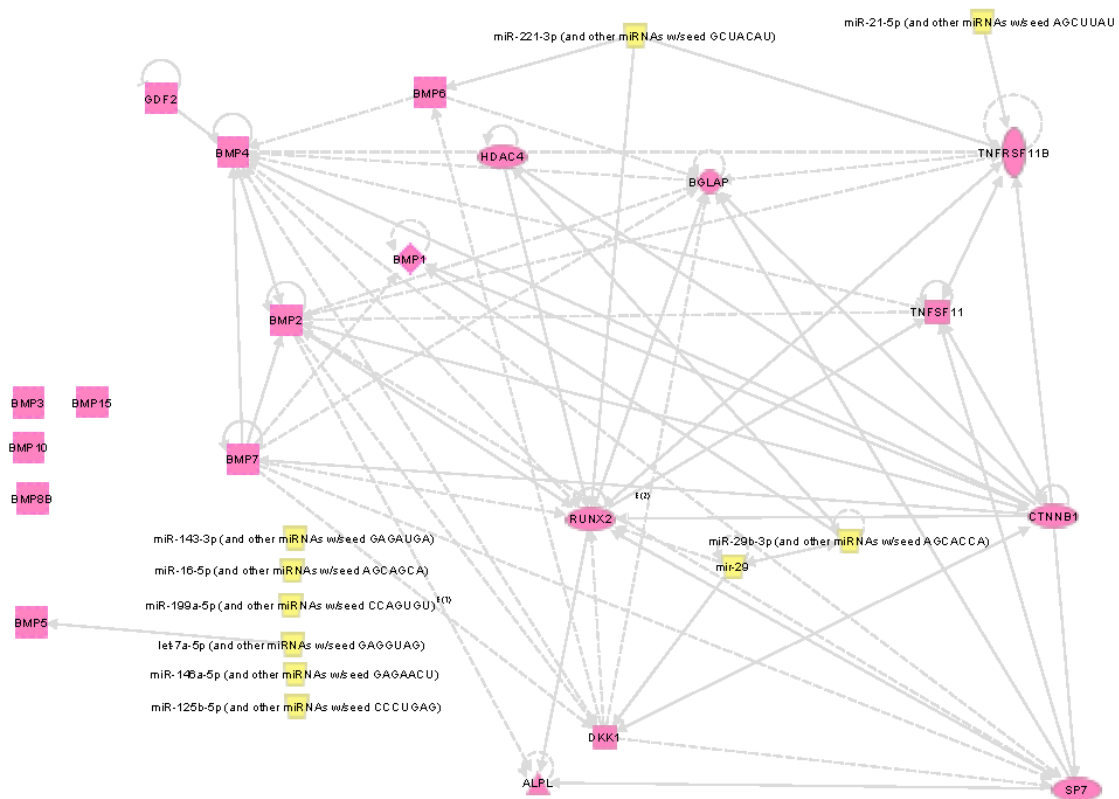 miR-21-5p (and other miRNAs w/seed AGCUUAU
miR-221-3p (and other miRNAs w/seed GCUACAU)
GDF2
BMP6
BMP4
HDAC4
TNFRSF11B
BGLAP
BMP1
BMP2
TNFSF11
BMP3
BMP15
BMP10
BMP7
BMP8B
E(2)
RUNX2
CTNNB1
miR-143-3p (and other miRNAs w/seed GAGAUGA)
miR-29b-3p (and other miRNAs w/seed AGCACCA)
miR-16-5p (and other miRNAs w/seed AGCAGCA)
mir-29
miR-199a-5p (and other miRNAs w/seed CCAGUGU) E(1)
BMP5
let-7a-5p (and other miRNAs w/seed GAGGUAG)
miR-146a-5p (and other miRNAs w/seed GAGAACU)
miR-125b-5p (and other miRNAs w/seed CCCUGAG)
DKK1
ALPL
SP7